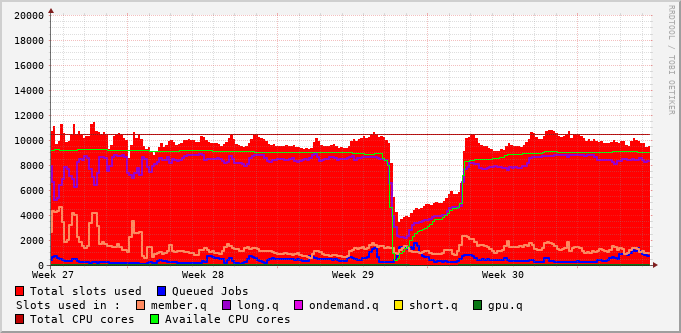 RRDTOOL / TOBI OETIKER
20000
18000
16000
14000
12000
10000
8000
6000
4000
2000
0
Week 27 Week 28 Week 29 Week 30
Total slots used Queued Jobs
Slots used in : member.q long.q ondemand.q short.q gpu.q
Total CPU cores Availale CPU cores